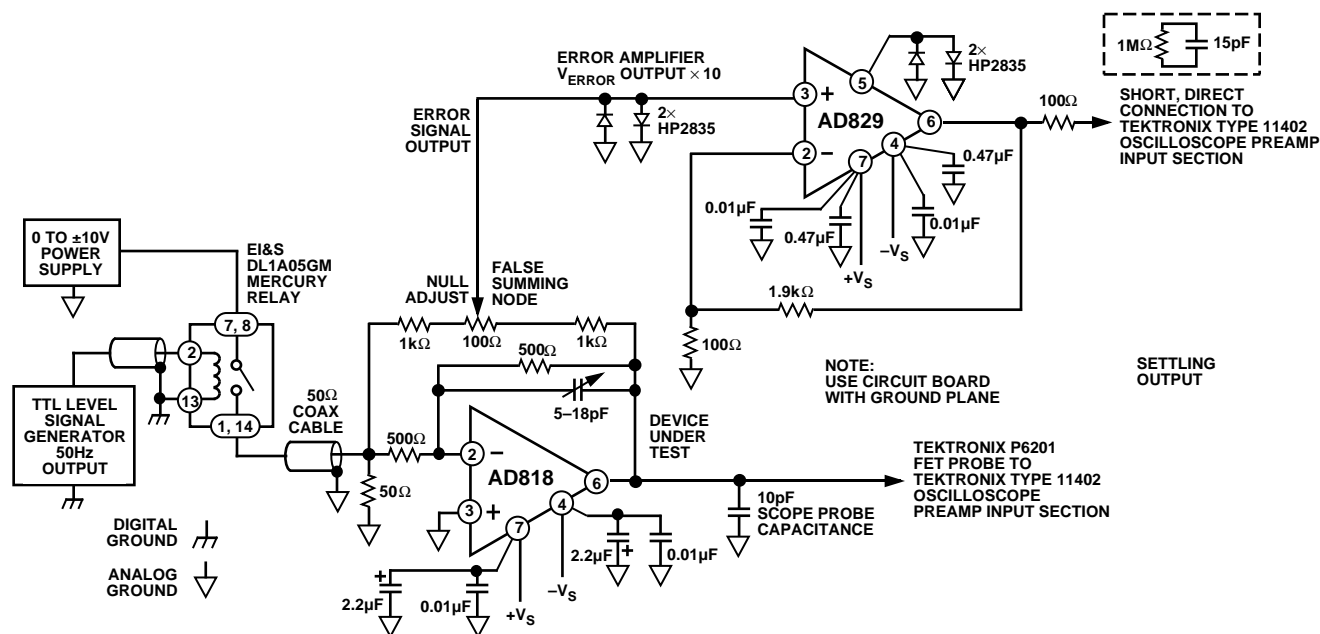 1MΩ
15pF
ERROR AMPLIFIER
VERROR OUTPUT × 10
2×
HP2835
5
2×
HP2835
3
+
AD829
6
100Ω
SHORT, DIRECT
CONNECTION TO
TEKTRONIX TYPE 11402
OSCILLOSCOPE PREAMP
INPUT SECTION
ERROR
SIGNAL
OUTPUT
2
–
7
4
0.47µF
0.01µF
0.47µF
0.01µF
–VS
+VS
0 TO ±10V
POWER
SUPPLY
EI&S
DL1A05GM
MERCURY
RELAY
NULL
ADJUST
FALSE
SUMMING
NODE
1.9kΩ
7, 8
2
13
1, 14
1kΩ
100Ω
1kΩ
100Ω
500Ω
5–18pF
NOTE:
USE CIRCUIT BOARD
WITH GROUND PLANE
SETTLING
OUTPUT
TTL LEVEL
SIGNAL
GENERATOR
50Hz
OUTPUT
50Ω
COAX
CABLE
500Ω
DEVICE
UNDER
TEST
2
–
AD818
6
50Ω
3
+
4
7
TEKTRONIX P6201
FET PROBE TO
TEKTRONIX TYPE 11402
OSCILLOSCOPE
PREAMP INPUT SECTION
10pF
SCOPE PROBE
CAPACITANCE
DIGITAL
GROUND
ANALOG
GROUND
2.2µF
+
0.01µF
+
2.2µF
0.01µF
+VS
–VS